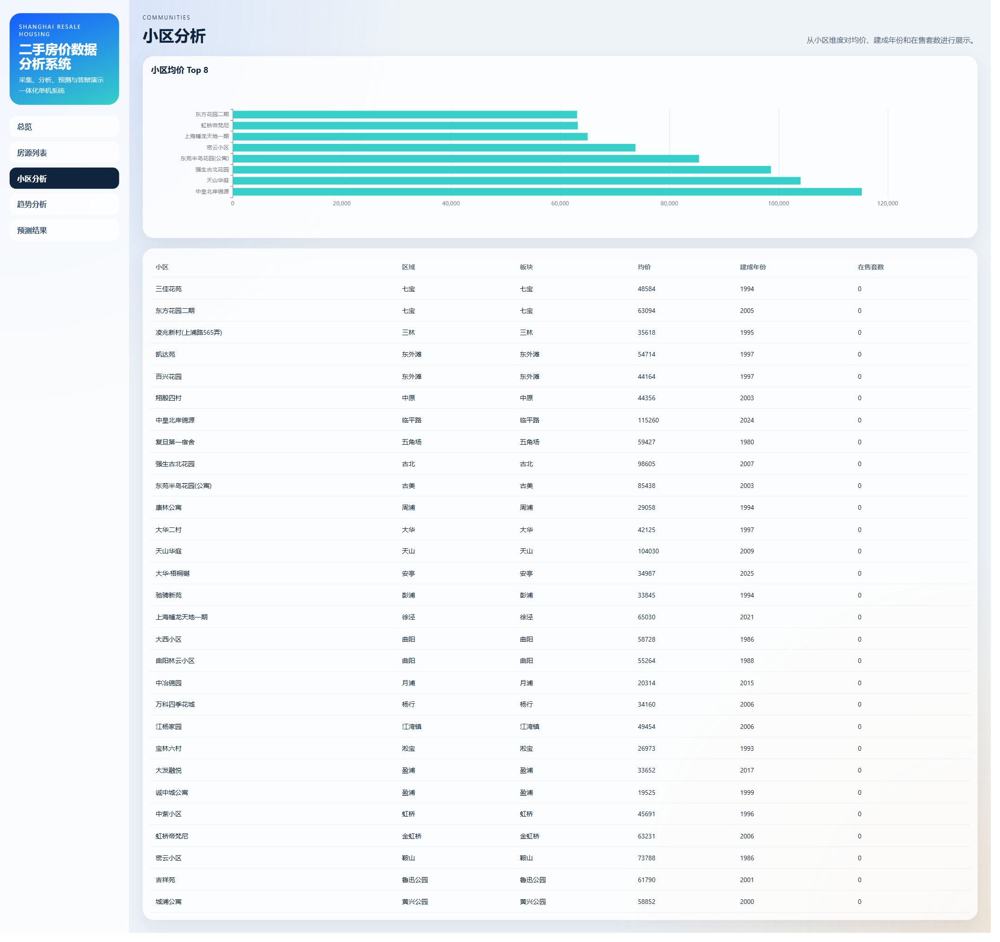 SHANGHAI RESALE
HOUSING
二手房价数据
分析系统
采集、分析、预测与答辩演示
一体化单机系统
总览
房源列表
小区分析
趋势分析
预测结果
COMMUNITIES
小区分析
从小区维度对均价、建成年份和在售套数进行展示。
小区均价 Top 8
东方花园二期
虹桥帝梵尼
上海蟠龙天地一期
密云小区
东苑半岛花园(公寓)
强生古北花园
天山华庭
中皇北岸锦源
0 20,000 40,000 60,000 80,000 100,000 120,000
小区 区域 板块 均价 建成年份 在售套数
三佳花苑 七宝 七宝 48584 1994 0
东方花园二期 七宝 七宝 63094 2005 0
凌兆新村(上浦路565弄) 三林 三林 35618 1995 0
凯达苑 东外滩 东外滩 54714 1997 0
百兴花园 东外滩 东外滩 44164 1997 0
翔殷四村 中原 中原 44356 2003 0
中皇北岸锦源 临平路 临平路 115260 2024 0
复旦第一宿舍 五角场 五角场 59427 1980 0
强生古北花园 古北 古北 98605 2007 0
东苑半岛花园(公寓) 古美 古美 85438 2003 0
康林公寓 周浦 周浦 29058 1994 0
大华二村 大华 大华 42125 1997 0
天山华庭 天山 天山 104030 2009 0
大华·梧桐樾 安亭 安亭 34987 2025 0
驰骋新苑 彭浦 彭浦 33845 1994 0
上海蟠龙天地一期 徐泾 徐泾 65030 2021 0
大西小区 曲阳 曲阳 58728 1986 0
曲阳林云小区 曲阳 曲阳 55264 1988 0
中冶锦园 月浦 月浦 20314 2015 0
万科四季花城 杨行 杨行 34160 2006 0
江杨家园 江湾镇 江湾镇 49454 2006 0
宝林六村 淞宝 淞宝 26973 1993 0
大发融悦 盈浦 盈浦 33652 2017 0
诚中城公寓 盈浦 盈浦 19525 1999 0
中紫小区 虹桥 虹桥 45691 1996 0
虹桥帝梵尼 金虹桥 金虹桥 63231 2006 0
密云小区 鞍山 鞍山 73788 1986 0
吉祥苑 鲁迅公园 鲁迅公园 61790 2001 0
城浦公寓 黄兴公园 黄兴公园 58852 2000 0